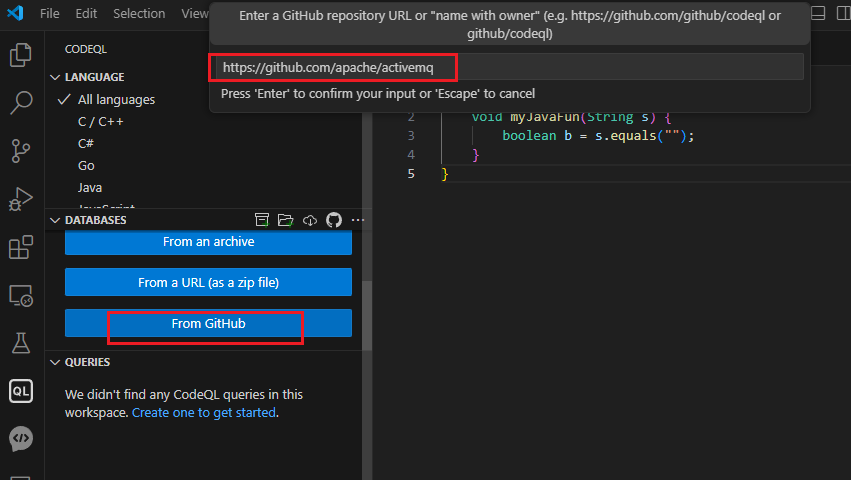 File
Edit
Selection
View
Enter a GitHub repository URL or "name with owner" (e.g. https://github.com/github/codeql or
github/codeql)
https://github.com/apache/activemq
Press 'Enter' to confirm your input or 'Escape' to cancel
CODEQL
LANGUAGE
All languages
C / C++
C#
Go
Java
JavaScript
2 void myJavaFun(String s) {
3 boolean b = s.equals("");
4 }
5 }
DATABASES
From an archive
From a URL (as a zip file)
From GitHub
QUERIES
We didn't find any CodeQL queries in this
workspace. Create one to get started.
QL